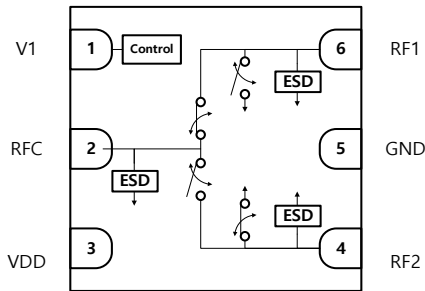 V1 1 Control 6 RF1
ESD
RFC 2 5 GND
ESD
ESD
VDD 3 4 RF2